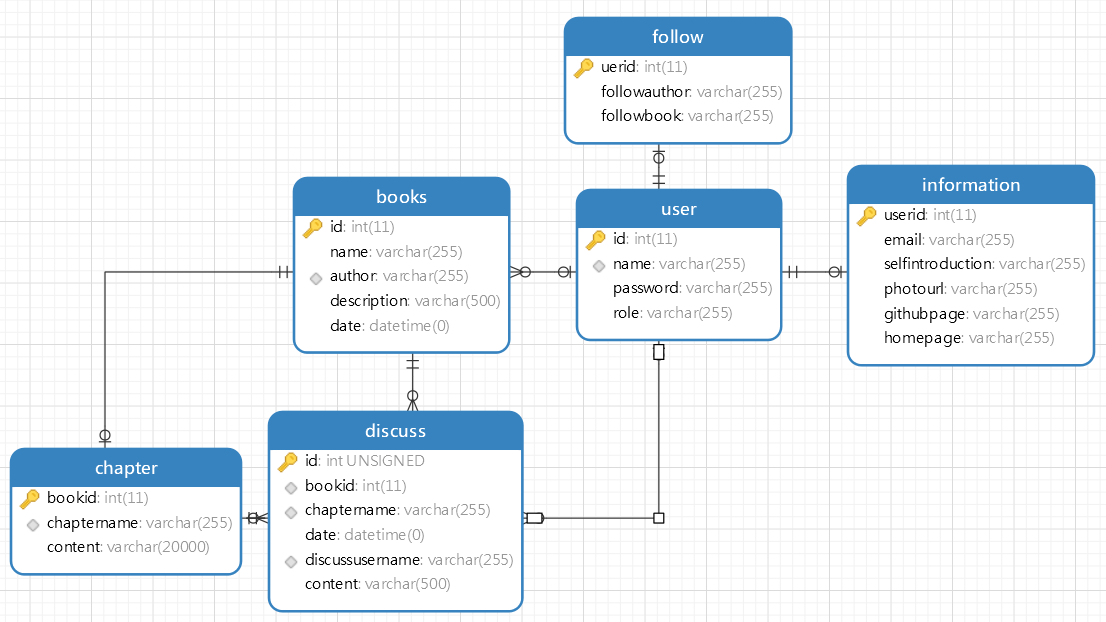 follow
uerid: int(11)
followauthor: varchar(255)
followbook: varchar(255)
books
id: int(11)
name: varchar(255)
author: varchar(255)
description: varchar(500)
date: datetime(0)
user
id: int(11)
name: varchar(255)
password: varchar(255)
role: varchar(255)
information
userid: int(11)
email: varchar(255)
selfintroduction: varchar(255)
photourl: varchar(255)
githubpage: varchar(255)
homepage: varchar(255)
chapter
bookid: int(11)
chaptername: varchar(255)
content: varchar(20000)
discuss
id: int UNSIGNED
bookid: int(11)
chaptername: varchar(255)
date: datetime(0)
discussusername: varchar(255)
content: varchar(500)